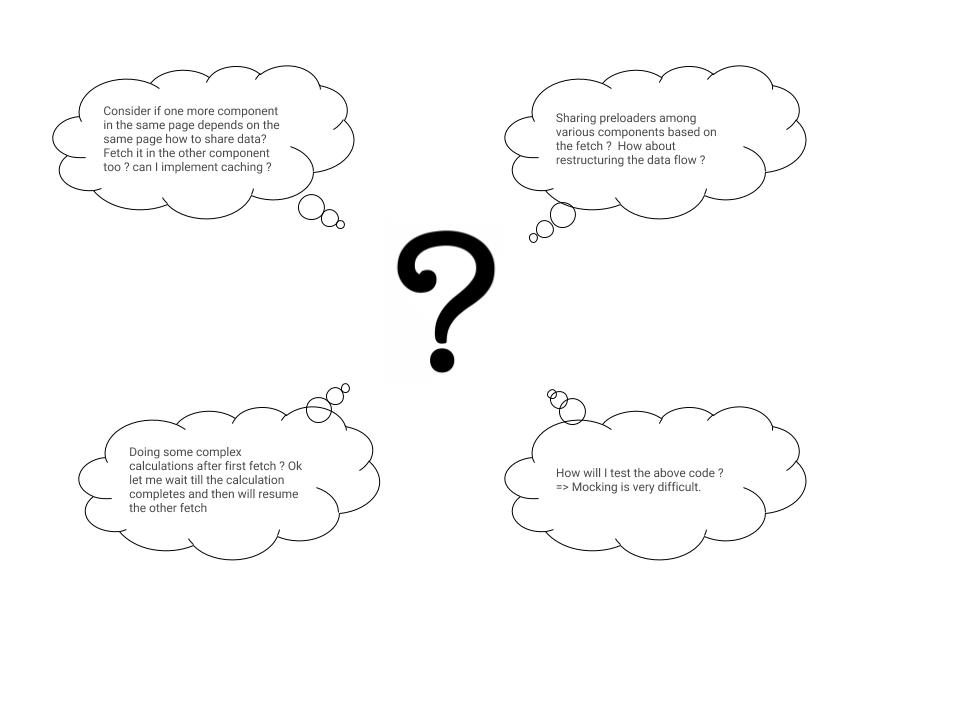 Consider if one more component
in the same page depends on the
same page how to share data?
Fetch it in the other component
too ? can I implement caching ?
Sharing preloaders among
various components based on
the fetch ?  How about
restructuring the data flow ?
?
Doing some complex
calculations after first fetch ? Ok
let me wait till the calculation
completes and then will resume
the other fetch
How will I test the above code ?
=> Mocking is very difficult.